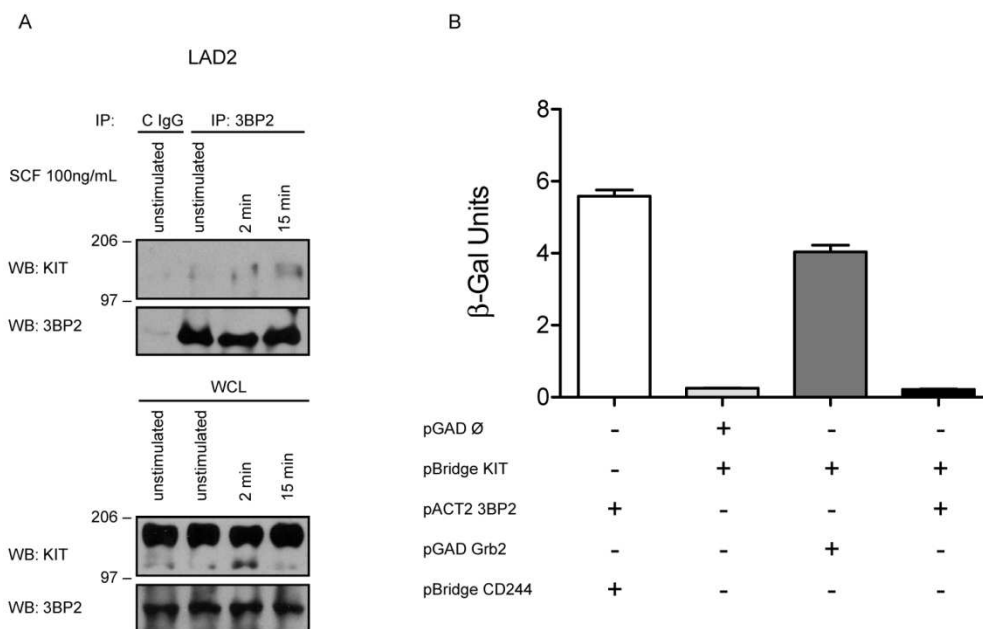 A
LAD2
IP: C IgG IP: 3BP2
SCF 100ng/mL
unstimulated
unstimulated
2 min
15 min
206 –
WB: KIT
97 –
WB: 3BP2
WCL
unstimulated
unstimulated
2 min
15 min
206 –
WB: KIT
97 –
WB: 3BP2
B
β-Gal Units
8
6
4
2
0
pGAD Ø - + - -
pBridge KIT - + + +
pACT2 3BP2 + - - +
pGAD Grb2 - - + -
pBridge CD244 + - - -